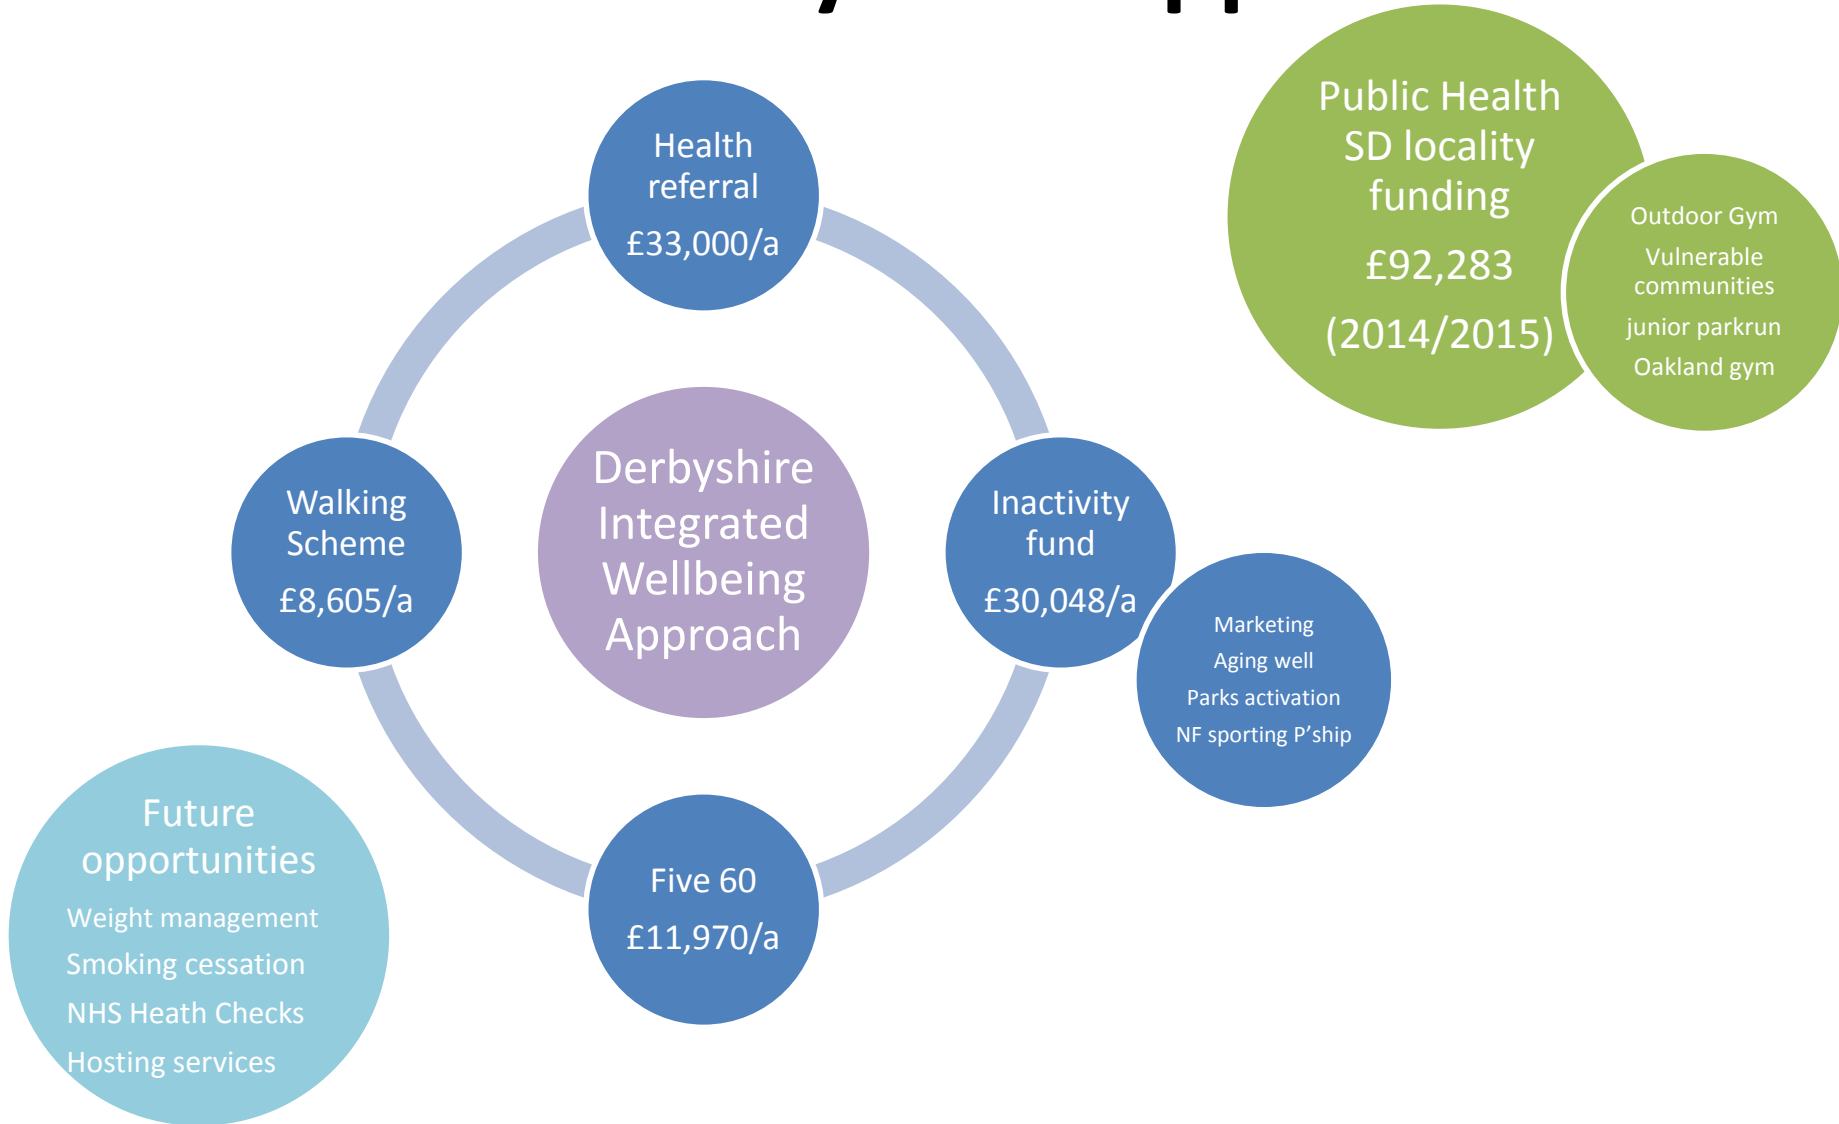 Health
referral
£33,000/a
Public Health
SD locality
funding
£92,283
(2014/2015)
Outdoor Gym
Vulnerable
communities
junior parkrun
Oakland gym
Derbyshire
Integrated
Wellbeing
Approach
Walking
Scheme
£8,605/a
Inactivity
fund
£30,048/a
Marketing
Aging well
Parks activation
NF sporting P’ship
Five 60
£11,970/a
Future
opportunities
Weight management
Smoking cessation
NHS Heath Checks
Hosting services